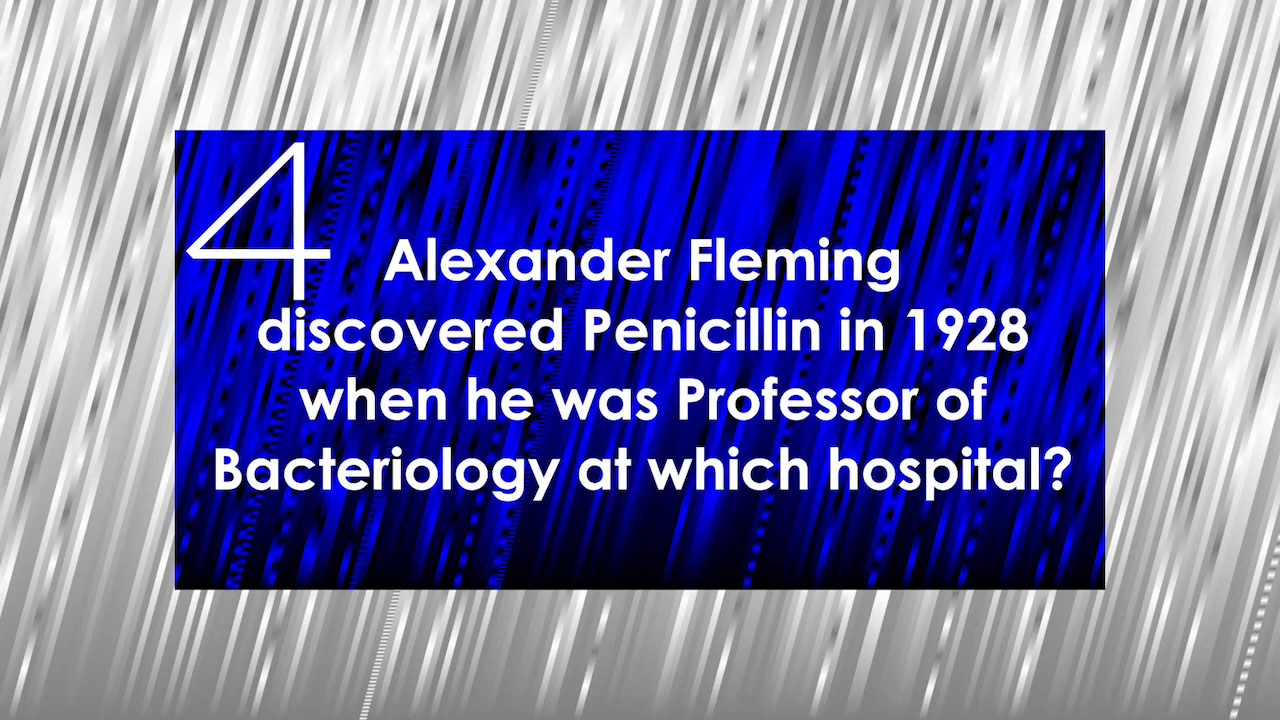 4
Alexander Fleming
discovered Penicillin in 1928
when he was Professor of
Bacteriology at which hospital?